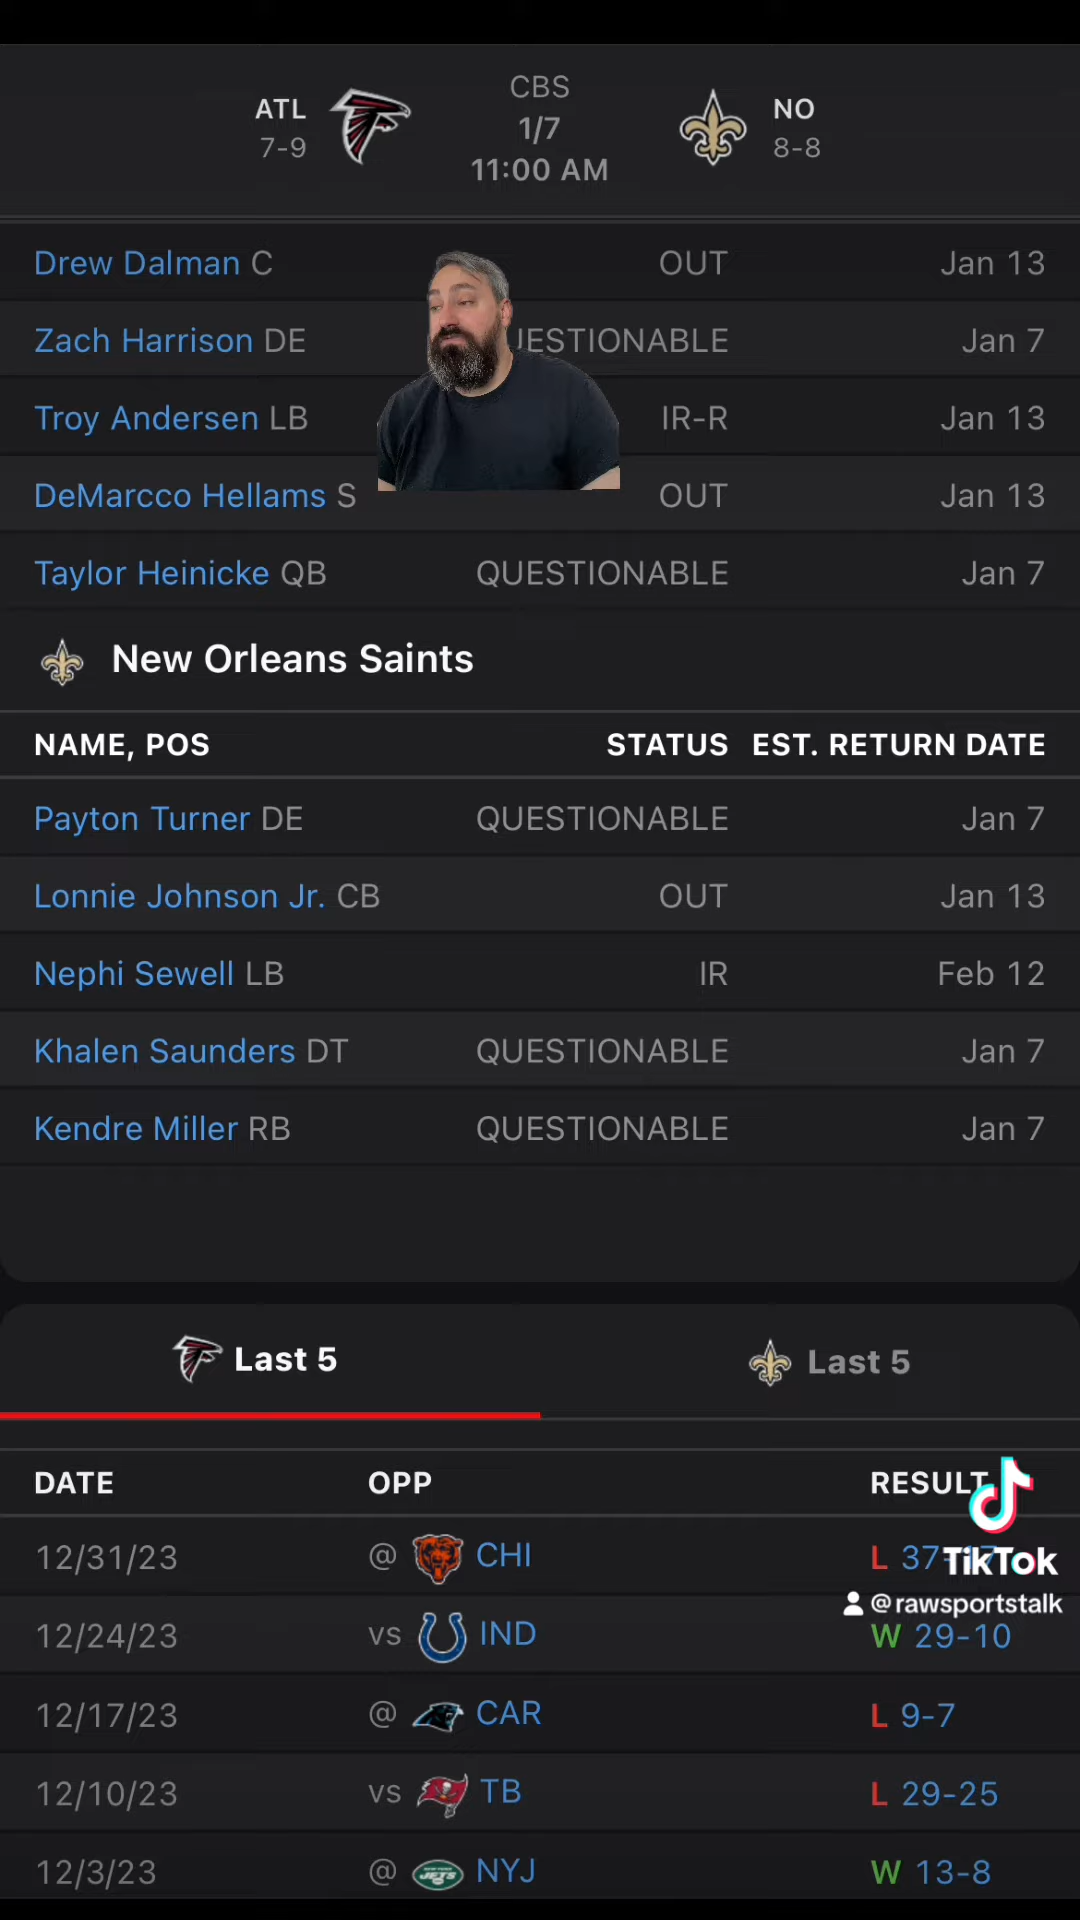 CBS
ATL NO
1/7
7-9 8-8
11:00 AM
Drew Dalman C OUT Jan 13
Zach Harrison DE UESTIONABLE Jan 7
Troy Andersen LB IR-R Jan 13
DeMarcco Hellams S OUT Jan 13
Taylor Heinicke QB QUESTIONABLE Jan 7
New Orleans Saints
NAME, POS STATUS EST. RETURN DATE
Payton Turner DE QUESTIONABLE Jan 7
Lonnie Johnson Jr. CB OUT Jan 13
Nephi Sewell LB IR Feb 12
Khalen Saunders DT QUESTIONABLE Jan 7
Kendre Miller RB QUESTIONABLE Jan 7
Last 5 Last 5
DATE OPP RESULT
12/31/23 @ CHI L 37-17
TikTok
@rawsportstalk
12/24/23 vs IND W 29-10
12/17/23 @ CAR L 9-7
12/10/23 vs TB L 29-25
12/3/23 @ JETS NYJ W 13-8